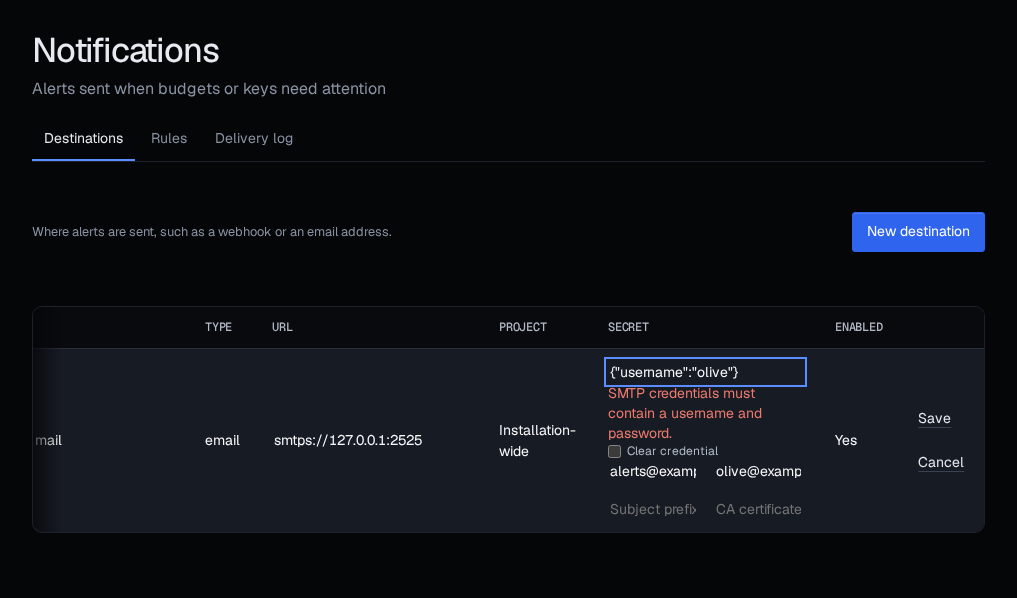 Notifications
Alerts sent when budgets or keys need attention
Destinations Rules Delivery log
Where alerts are sent, such as a webhook or an email address.
New destination
TYPE URL PROJECT SECRET ENABLED
mail
email
smtps://127.0.0.1:2525
Installation-
wide
{"username":"olive"}
SMTP credentials must
contain a username and
password.
Clear credential
alerts@examp olive@examp
Subject prefix CA certificate
Yes
Save
Cancel